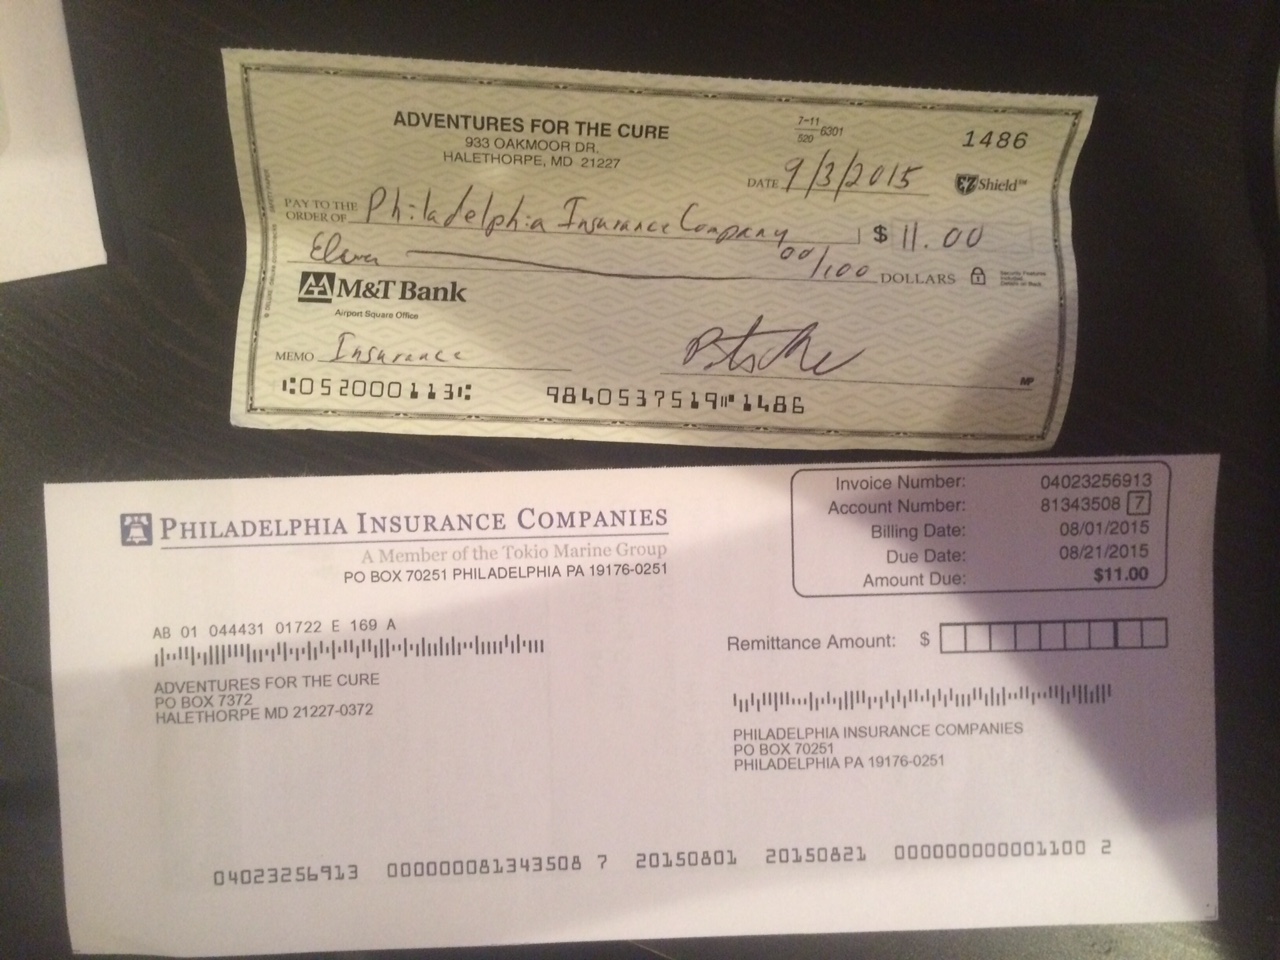 ADVENTURES FOR THE CURE
933 OAKMOOR DR.
HALETHORPE, MD 21227
7-11
520 6301
1486
DATE 9/3/2015
EZShield™
PAY TO THE
ORDER OF Philadelphia Insurance Company $ 11.00
Eleven 00/100 DOLLARS
M&T Bank
Airport Square Office
MEMO Insurance
MP
⑆052000113⑆ 9840537519⑈1486
PHILADELPHIA INSURANCE COMPANIES
A Member of the Tokio Marine Group
PO BOX 70251 PHILADELPHIA PA 19176-0251
Invoice Number: 04023256913
Account Number: 81343508 7
Billing Date: 08/01/2015
Due Date: 08/21/2015
Amount Due: $11.00
AB 01 044431 01722 E 169 A
Remittance Amount: $
ADVENTURES FOR THE CURE
PO BOX 7372
HALETHORPE MD 21227-0372
PHILADELPHIA INSURANCE COMPANIES
PO BOX 70251
PHILADELPHIA PA 19176-0251
04023256913 00000081343508 7 20150801 20150821 00000000001100 2